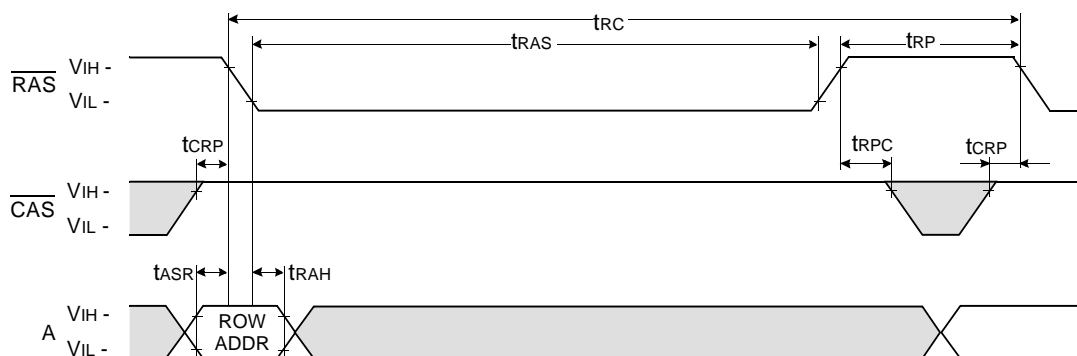 tRC
tRAS
tRP
RAS
VIH -
VIL -
tCRP
tRPC
tCRP
CAS
VIH -
VIL -
tASR
tRAH
A
VIH -
VIL -
ROW
ADDR